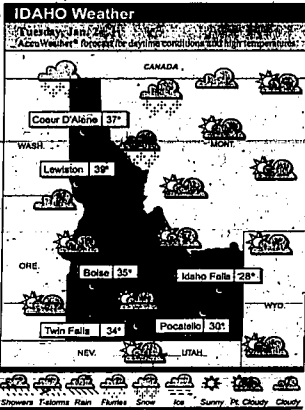 IDAHO Weather
Tuesday, Jan.
AccuWeather® forecast for daytime conditions and high temperatures
CANADA
Coeur D'Alene 37°
WASH.
MONT.
Lewiston 39°
ORE.
Boise 35°
Idaho Falls 28°
WYO.
Twin Falls 34°
Pocatello 30°
NEV.
UTAH
Showers T-storms Rain Flurries Snow Ice Sunny Pt. Cloudy Cloudy